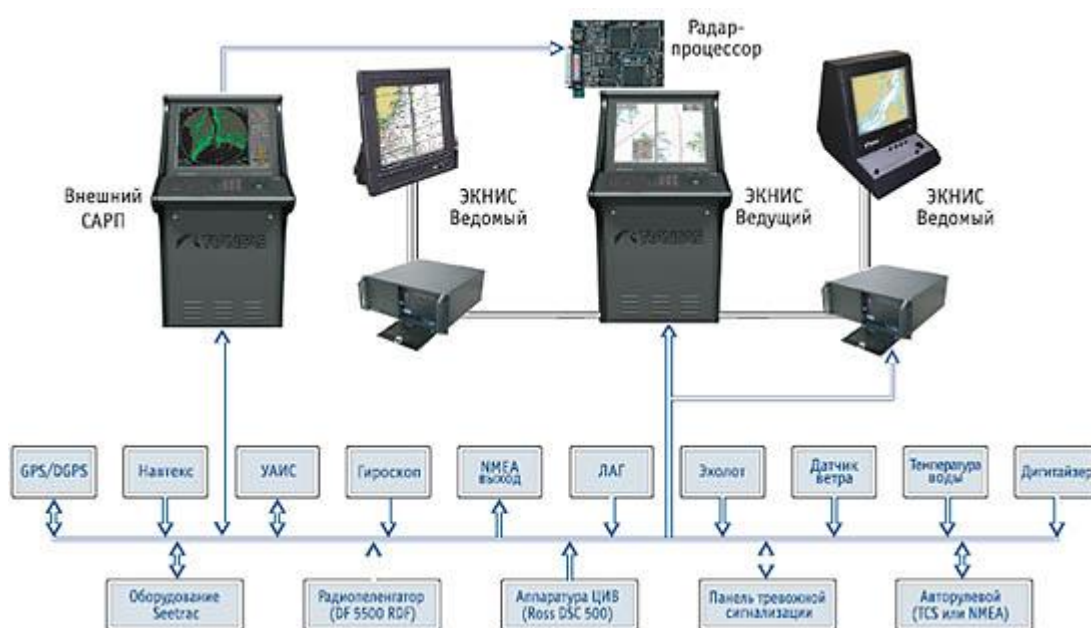 Радар-
процессор
Внешний
САРП
ЭКНИС
Ведомый
ЭКНИС
Ведущий
ЭКНИС
Ведомый
TRANSAS
GPS/DGPS
Навтекс
УАИС
Гироскоп
NMEA
выход
ЛАГ
Эхолот
Датчик
ветра
Температура
воды
Дигитайзер
Оборудование
Seetrac
Радиопеленгатор
(DF 5500 RDF)
Аппаратура ЦИВ
(Ross DSC 500)
Панель тревожной
сигнализации
Авторулевой
(TCS или NMEA)